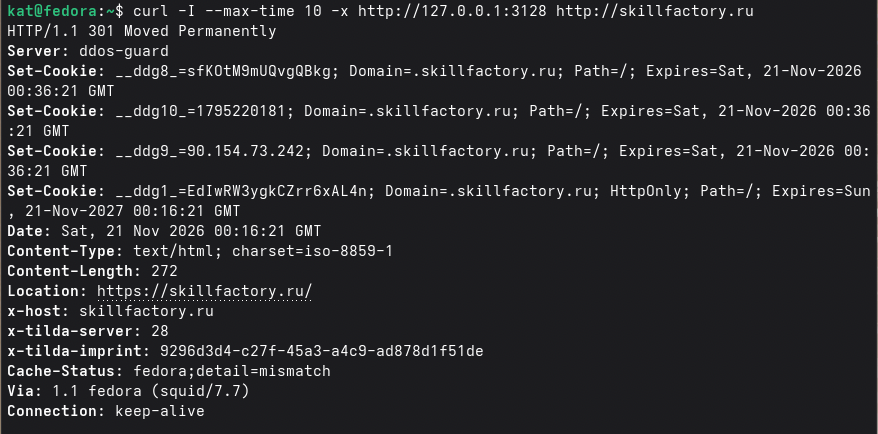 kat@fedora:~$ curl -I --max-time 10 -x http://127.0.0.1:3128 http://skillfactory.ru
HTTP/1.1 301 Moved Permanently
Server: ddos-guard
Set-Cookie: __ddg8_=sfKOtM9mUQvgQBkg; Domain=.skillfactory.ru; Path=/; Expires=Sat, 21-Nov-2026
00:36:21 GMT
Set-Cookie: __ddg10_=1795220181; Domain=.skillfactory.ru; Path=/; Expires=Sat, 21-Nov-2026 00:36
:21 GMT
Set-Cookie: __ddg9_=90.154.73.242; Domain=.skillfactory.ru; Path=/; Expires=Sat, 21-Nov-2026 00:
36:21 GMT
Set-Cookie: __ddg1_=EdIwRW3ygkCZrr6xAL4n; Domain=.skillfactory.ru; HttpOnly; Path=/; Expires=Sun
, 21-Nov-2027 00:16:21 GMT
Date: Sat, 21 Nov 2026 00:16:21 GMT
Content-Type: text/html; charset=iso-8859-1
Content-Length: 272
Location: https://skillfactory.ru/
x-host: skillfactory.ru
x-tilda-server: 28
x-tilda-imprint: 9296d3d4-c27f-45a3-a4c9-ad878d1f51de
Cache-Status: fedora;detail=mismatch
Via: 1.1 fedora (squid/7.7)
Connection: keep-alive